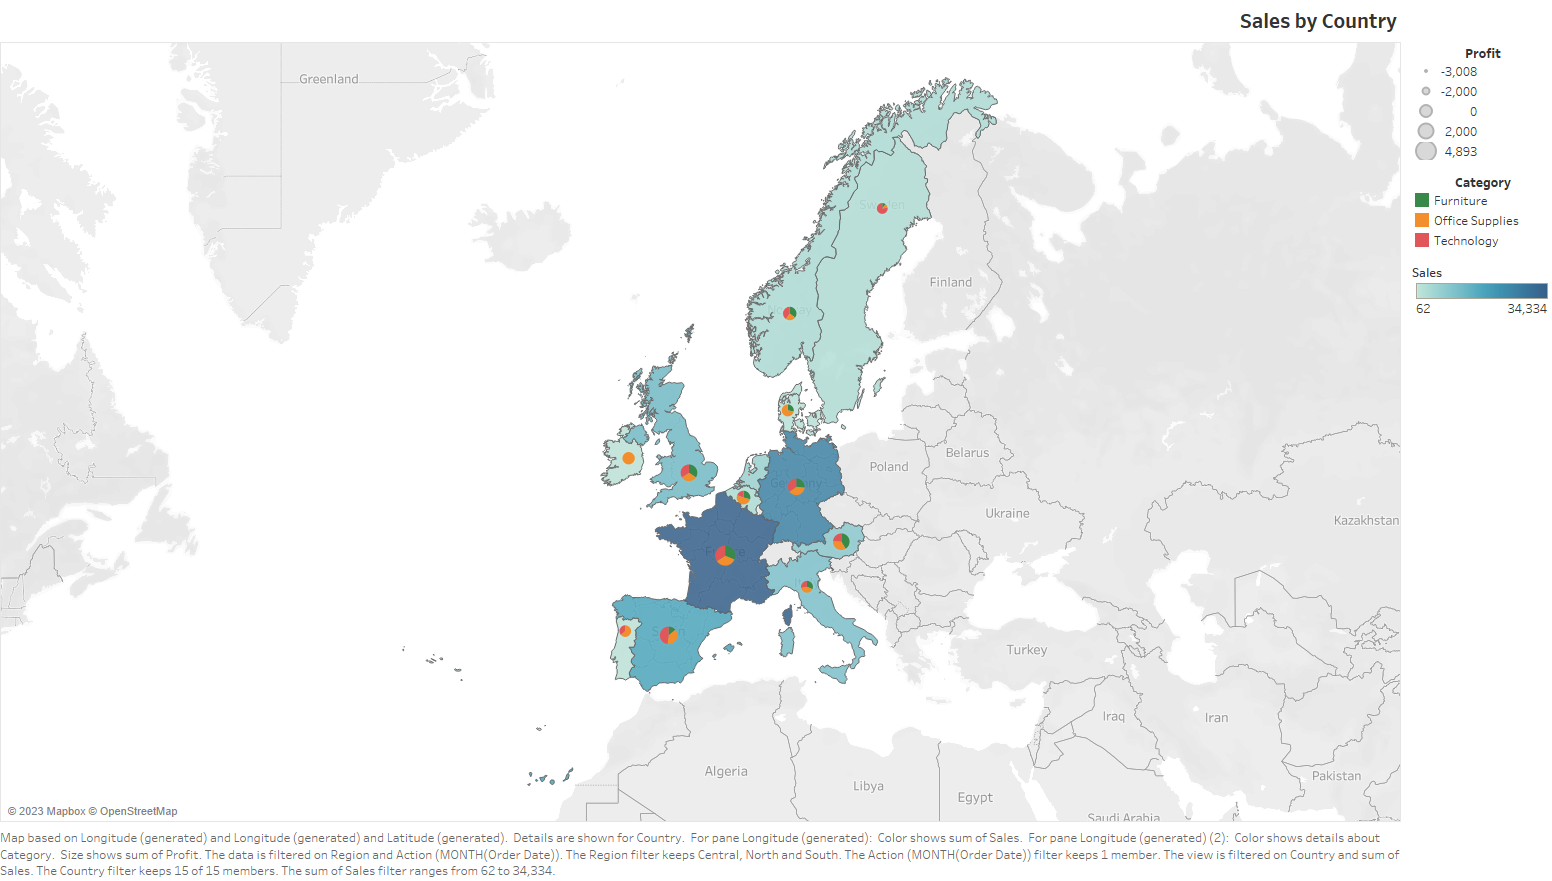 Sales by Country
Profit
-3,008
-2,000
0
2,000
4,893
Category
Furniture
Office Supplies
Technology
Sales
62 34,334
Greenland
Sweden
Finland
Norway
Poland
Belarus
Germany
Ukraine
Kazakhstan
France
Italy
Spain
Turkey
Iraq
Iran
Algeria
Libya
Egypt
Pakistan
Saudi Arabia
© 2023 Mapbox © OpenStreetMap
Map based on Longitude (generated) and Longitude (generated) and Latitude (generated).  Details are shown for Country.  For pane Longitude (generated):  Color shows sum of Sales.  For pane Longitude (generated) (2):  Color shows details about
Category.  Size shows sum of Profit. The data is filtered on Region and Action (MONTH(Order Date)). The Region filter keeps Central, North and South. The Action (MONTH(Order Date)) filter keeps 1 member. The view is filtered on Country and sum of
Sales. The Country filter keeps 15 of 15 members. The sum of Sales filter ranges from 62 to 34,334.